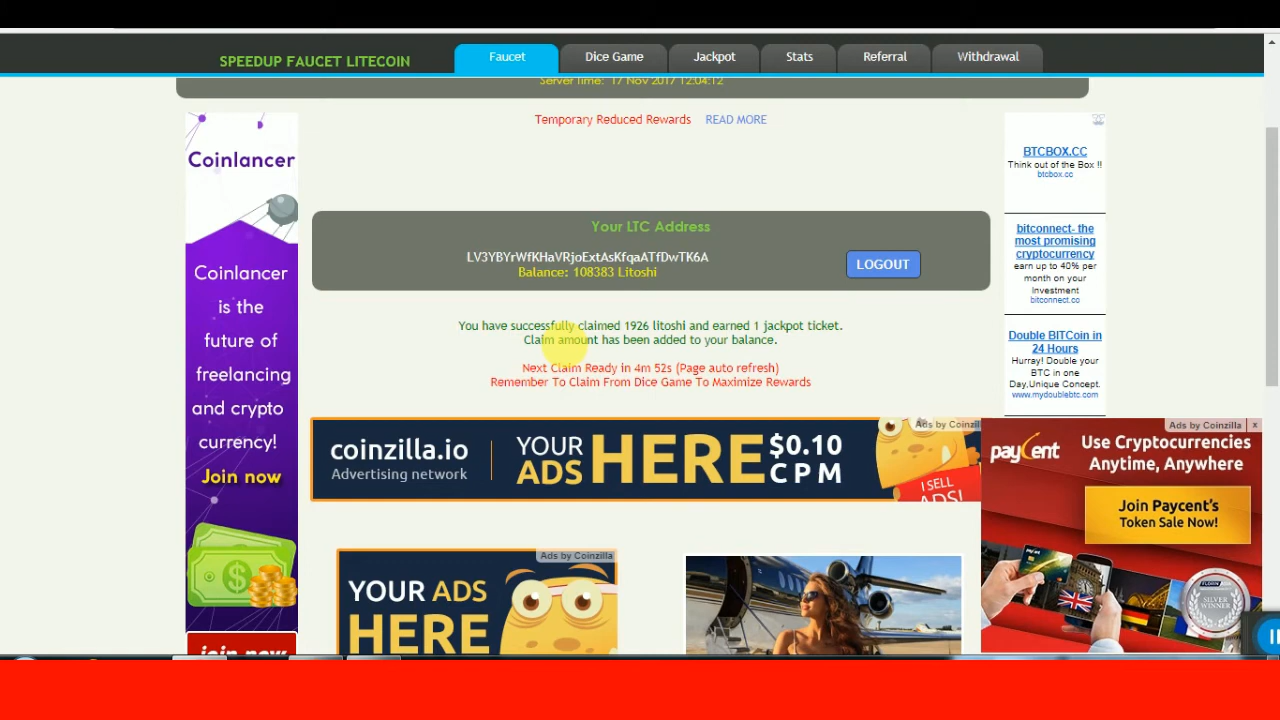 SPEEDUP FAUCET LITECOIN
Faucet
Dice Game
Jackpot
Stats
Referral
Withdrawal
Server Time: 17 Nov 2017 12:04:12
Temporary Reduced Rewards READ MORE
Coinlancer
Coinlancer
is the
future of
freelancing
and crypto
currency!
Join now
join now
Your LTC Address
LV3YBYrWfKHaVRjoExtAsKfqaATfDwTK6A
Balance: 108383 Litoshi
LOGOUT
You have successfully claimed 1926 litoshi and earned 1 jackpot ticket.
Claim amount has been added to your balance.
Next Claim Ready in 4m 52s (Page auto refresh)
Remember To Claim From Dice Game To Maximize Rewards
BTCBOX.CC
Think out of the Box !!
btcbox.cc
bitconnect- the
most promising
cryptocurrency
earn up to 40% per
month on your
Investment
bitconnect.co
Double BITCoin in
24 Hours
Hurray! Double your
BTC in one
Day,Unique Concept.
www.mydoublebtc.com
coinzilla.io
Advertising network
YOUR
ADS
HERE
$0.10
CPM
Ads by Coinzill
I SELL
ADS!
Ads by Coinzilla x
payCent
Use Cryptocurrencies
Anytime, Anywhere
Join Paycent's
Token Sale Now!
SILVER
WINNER
Ads by Coinzilla
YOUR ADS
HERE